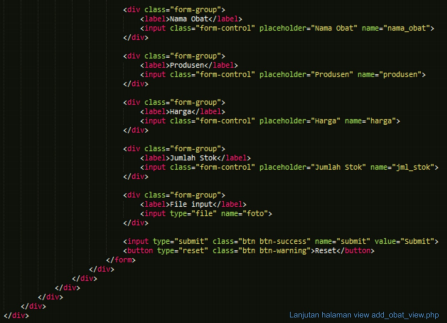 <div class="form-group">
<label>Nama Obat</label>
<input class="form-control" placeholder="Nama Obat" name="nama_obat">
</div>
<div class="form-group">
<label>Produsen</label>
<input class="form-control" placeholder="Produsen" name="produsen">
</div>
<div class="form-group">
<label>Harga</label>
<input class="form-control" placeholder="Harga" name="harga">
</div>
<div class="form-group">
<label>Jumlah Stok</label>
<input class="form-control" placeholder="Jumlah Stok" name="jml_stok">
</div>
<div class="form-group">
<label>File input</label>
<input type="file" name="foto">
</div>
<input type="submit" class="btn btn-success" name="submit" value="Submit">
<button type="reset" class="btn btn-warning">Reset</button>
</form>
</div>
</div>
</div>
</div>
</div>
</div>
Lanjutan halaman view add_obat_view.php